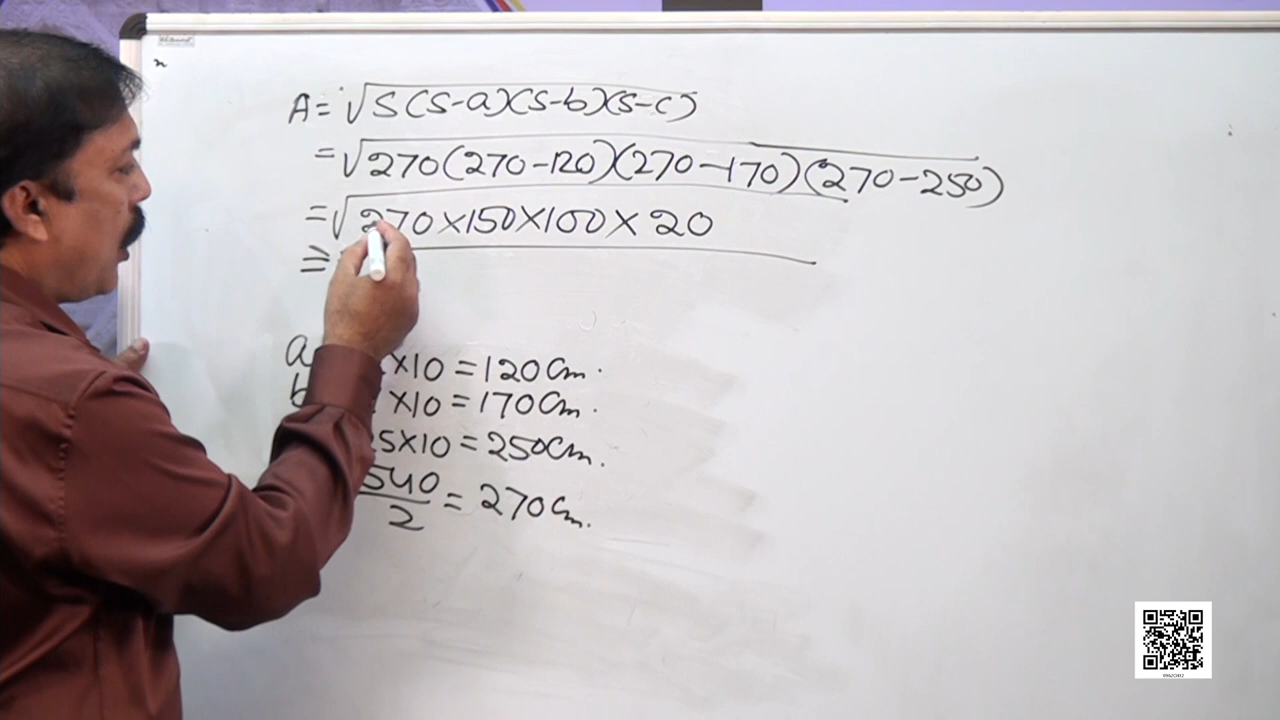 A = √S(S-a)(S-b)(S-c)
= √270(270-120)(270-170)(270-250)
= √270×150×100×20
=
a ×10 = 120Cm.
b ×10 = 170Cm.
25×10 = 250Cm.
540/2 = 270Cm.